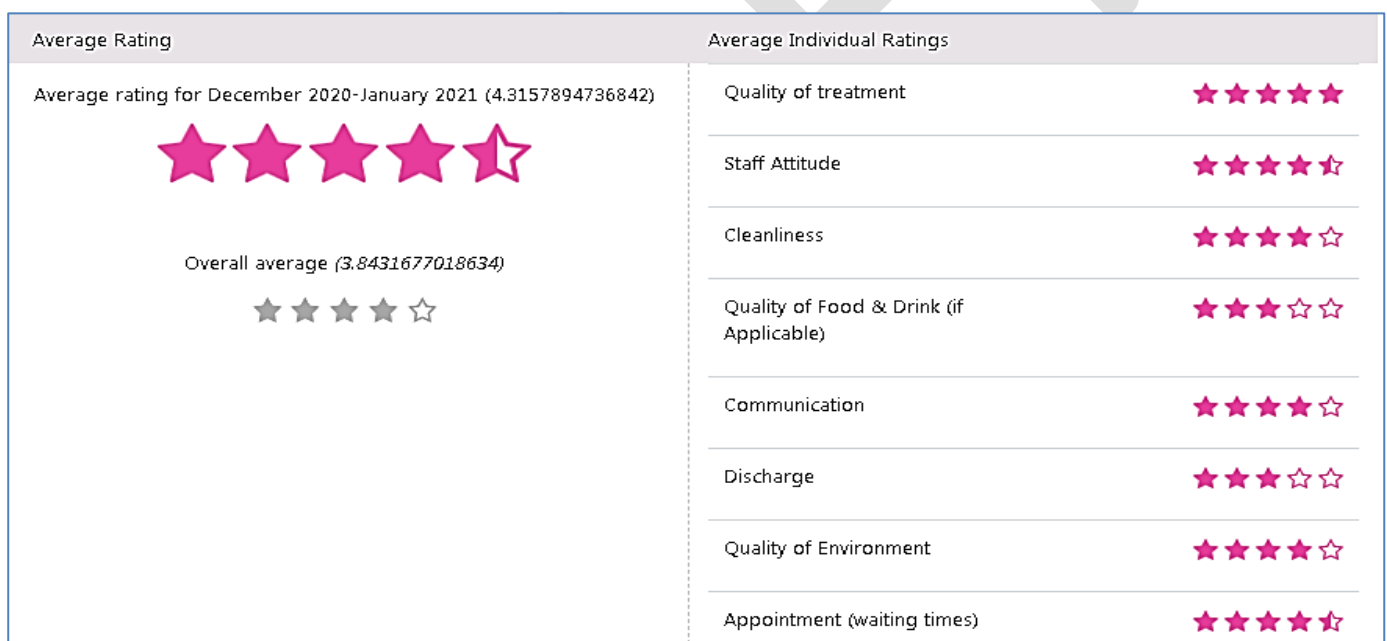 Average Rating
Average rating for December 2020-January 2021 (4.3157894736842)
Overall average (3.8431677018634)
Average Individual Ratings
Quality of treatment
Staff Attitude
Cleanliness
Quality of Food & Drink (if
Applicable)
Communication
Discharge
Quality of Environment
Appointment (waiting times)